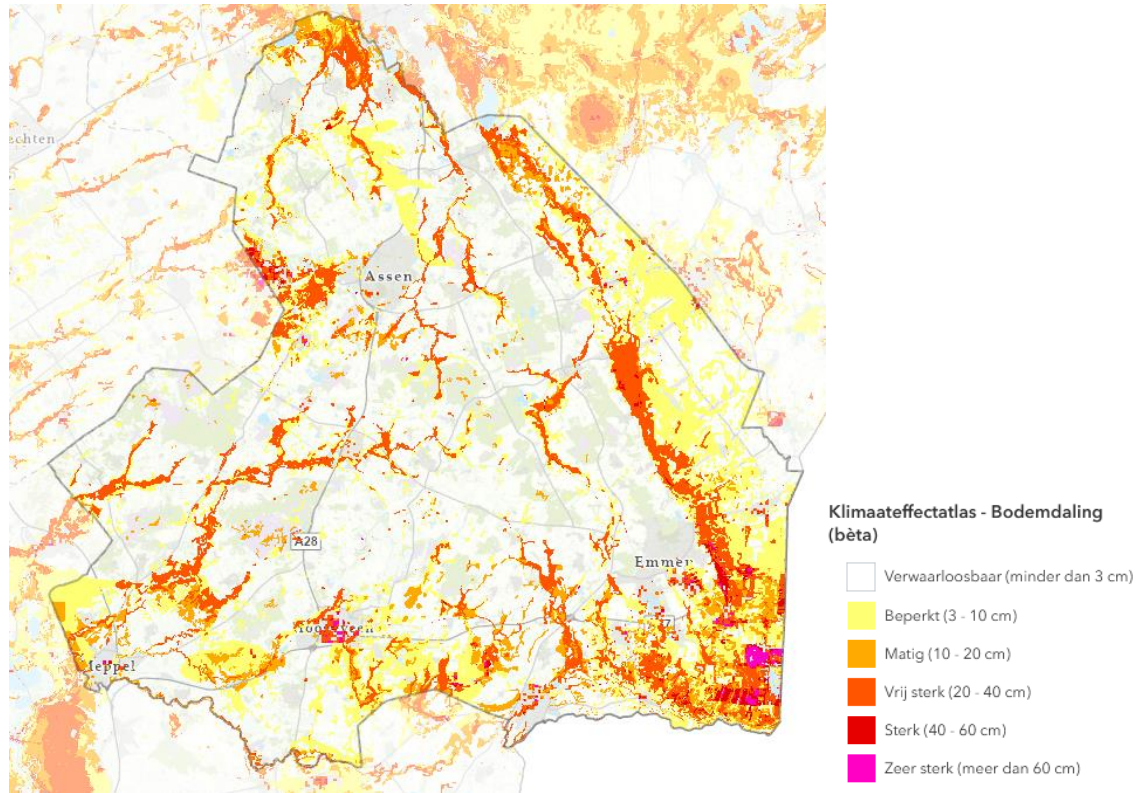 echten
Assen
A28
Emmen
Meppel
Klimaateffectatlas - Bodemdaling
(bèta)
Verwaarloosbaar (minder dan 3 cm)
Beperkt (3 - 10 cm)
Matig (10 - 20 cm)
Vrij sterk (20 - 40 cm)
Sterk (40 - 60 cm)
Zeer sterk (meer dan 60 cm)